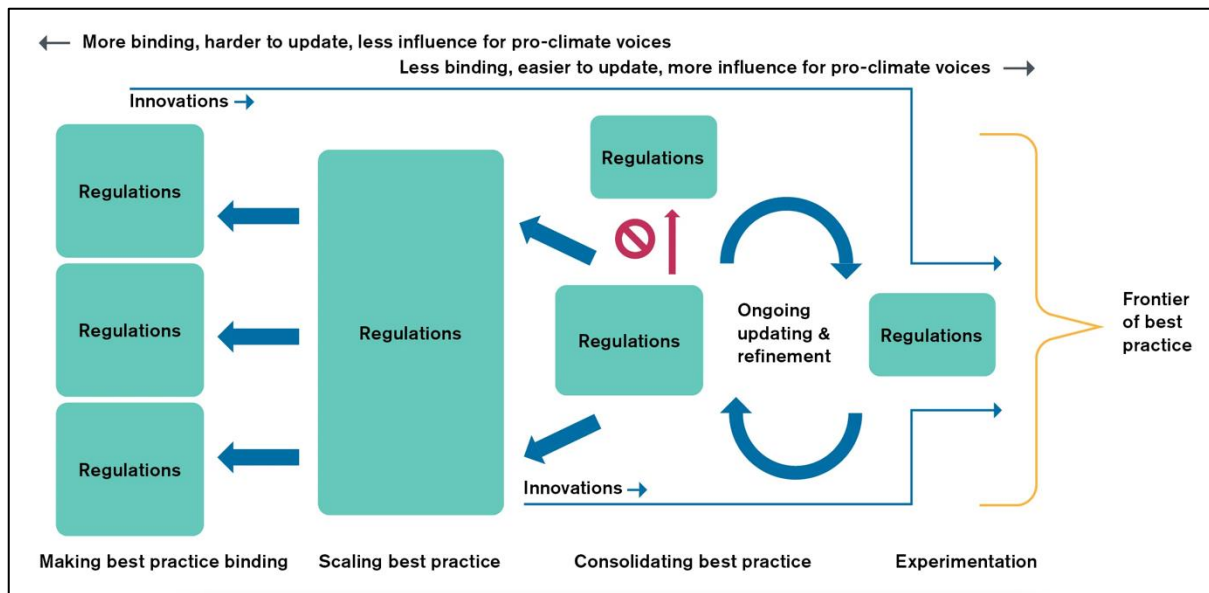 More binding, harder to update, less influence for pro-climate voices
Less binding, easier to update, more influence for pro-climate voices
Innovations
Regulations
Regulations
Regulations
Regulations
Regulations
Regulations
Ongoing
updating &
refinement
Regulations
Frontier
of best
practice
Innovations
Making best practice binding
Scaling best practice
Consolidating best practice
Experimentation